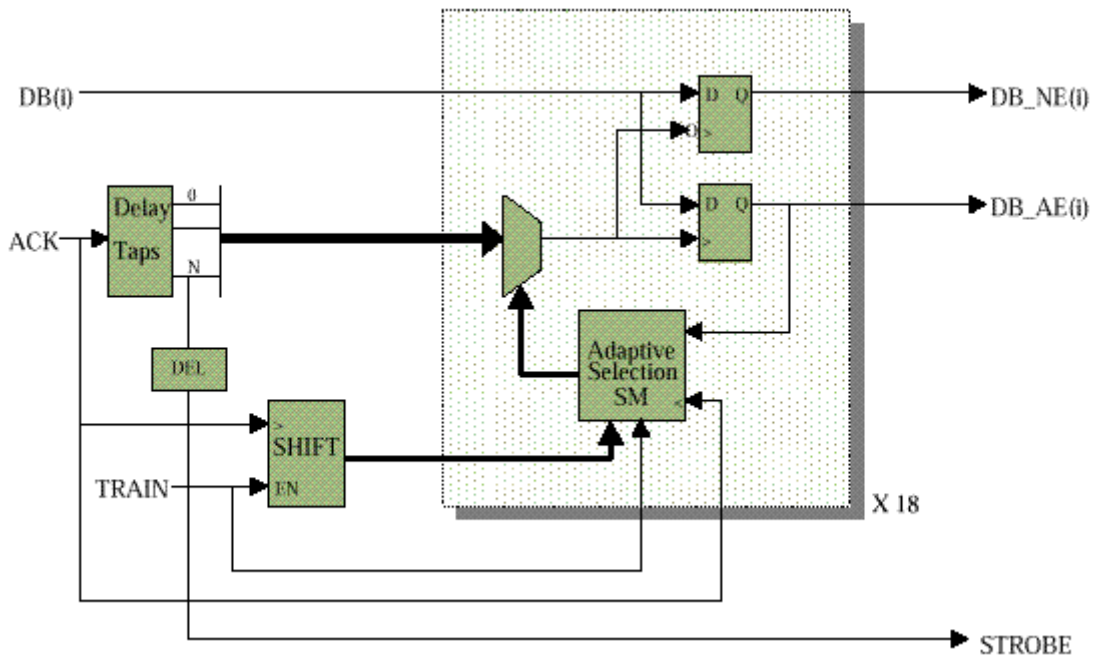 DB(i)
D Q
DB_NE(i)
O >
0
Delay
D Q
DB_AE(i)
ACK
Taps
>
N
Adaptive
DEL
Selection
SM
<
>
SHIFT
TRAIN
EN
X 18
STROBE